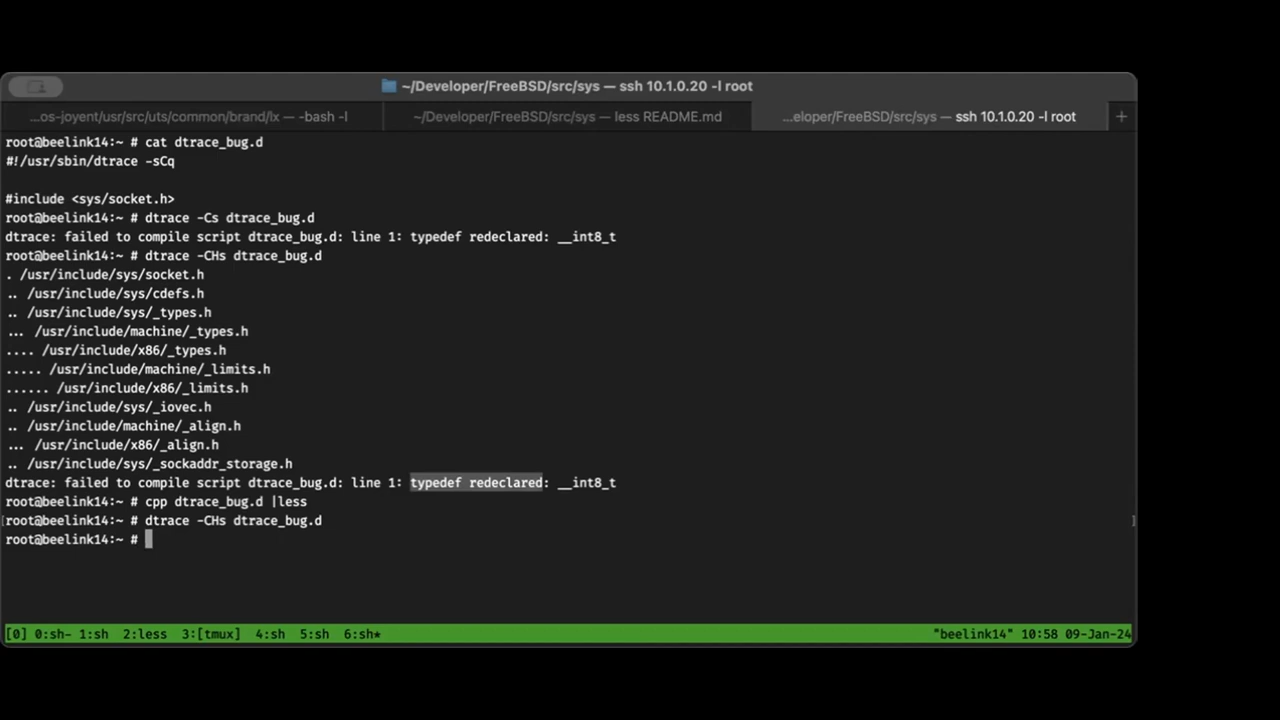 ~/Developer/FreeBSD/src/sys — ssh 10.1.0.20 -l root
...os-joyent/usr/src/uts/common/brand/lx — -bash -l
~/Developer/FreeBSD/src/sys — less README.md
...eloper/FreeBSD/src/sys — ssh 10.1.0.20 -l root
+
root@beelink14:~ # cat dtrace_bug.d
#!/usr/sbin/dtrace -sCq
#include <sys/socket.h>
root@beelink14:~ # dtrace -Cs dtrace_bug.d
dtrace: failed to compile script dtrace_bug.d: line 1: typedef redeclared: __int8_t
root@beelink14:~ # dtrace -CHs dtrace_bug.d
. /usr/include/sys/socket.h
.. /usr/include/sys/cdefs.h
.. /usr/include/sys/_types.h
... /usr/include/machine/_types.h
.... /usr/include/x86/_types.h
..... /usr/include/machine/_limits.h
...... /usr/include/x86/_limits.h
.. /usr/include/sys/_iovec.h
.. /usr/include/machine/_align.h
... /usr/include/x86/_align.h
.. /usr/include/sys/_sockaddr_storage.h
dtrace: failed to compile script dtrace_bug.d: line 1: typedef redeclared: __int8_t
root@beelink14:~ # cpp dtrace_bug.d |less
[root@beelink14:~ # dtrace -CHs dtrace_bug.d ]
root@beelink14:~ #
[0] 0:sh- 1:sh 2:less 3:[tmux] 4:sh 5:sh 6:sh* "beelink14" 10:58 09-Jan-24